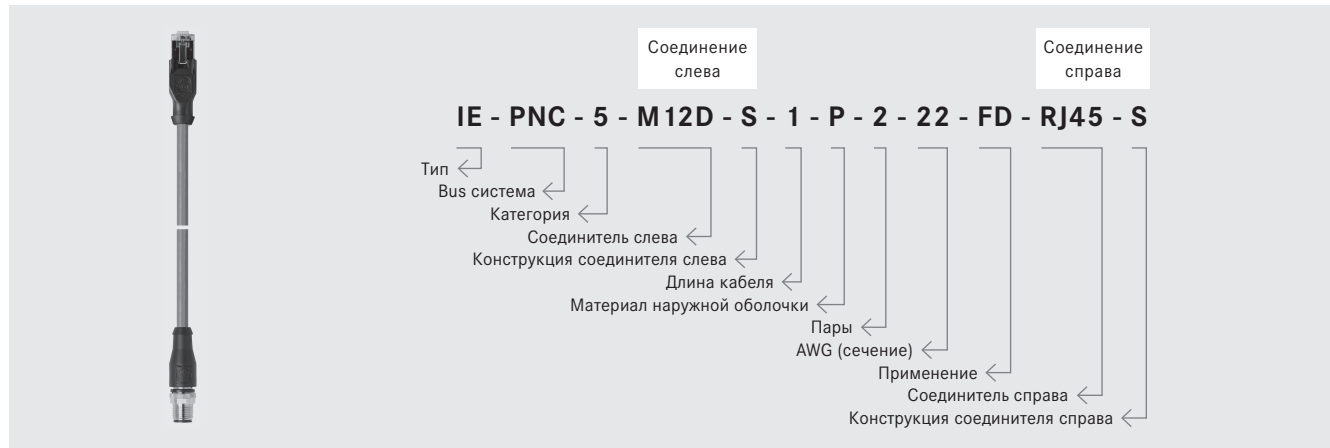 Соединение
слева
Соединение
справа
IE - PNC - 5 - M12D - S - 1 - P - 2 - 22 - FD - RJ45 - S
Тип
Bus система
Категория
Соединитель слева
Конструкция соединителя слева
Длина кабеля
Материал наружной оболочки
Пары
AWG (сечение)
Применение
Соединитель справа
Конструкция соединителя справа